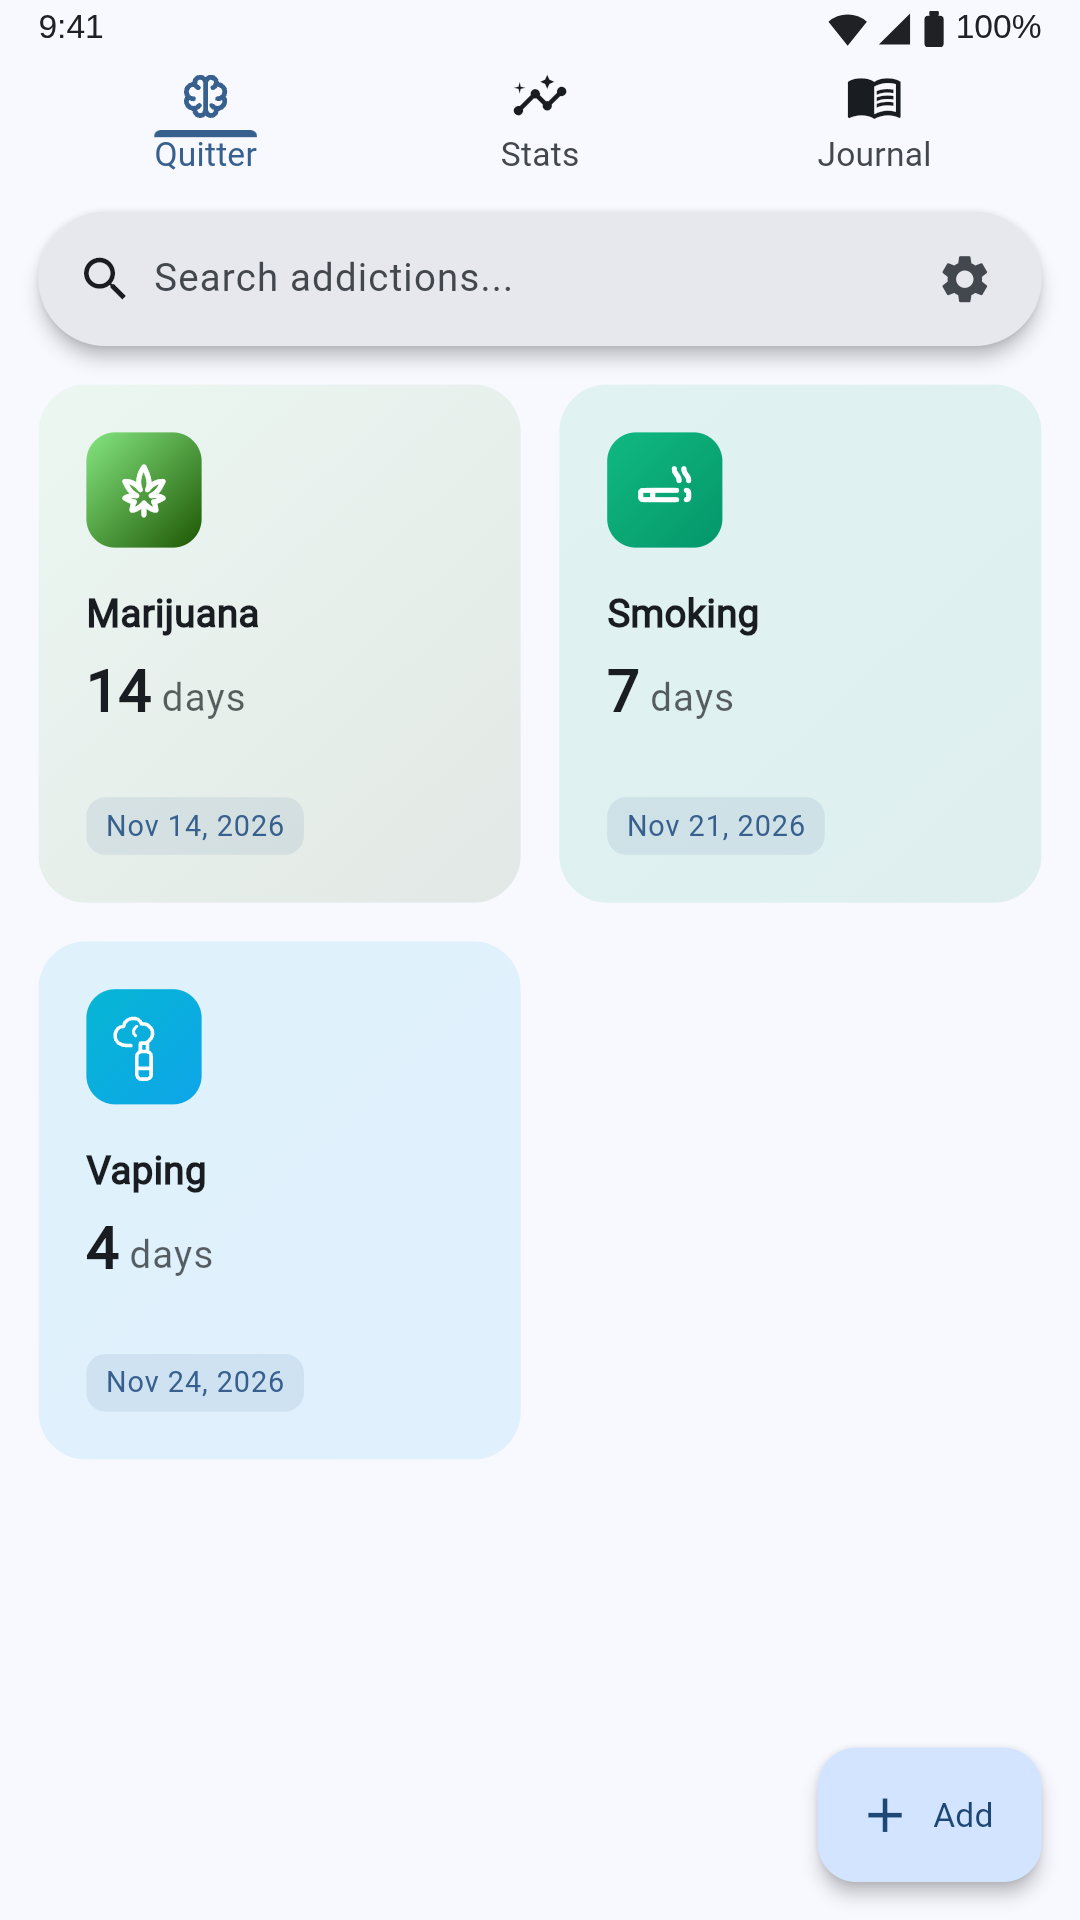 9:41 100%
Quitter Stats Journal
Search addictions...
Marijuana
14 days
Nov 14, 2026
Smoking
7 days
Nov 21, 2026
Vaping
4 days
Nov 24, 2026
Add